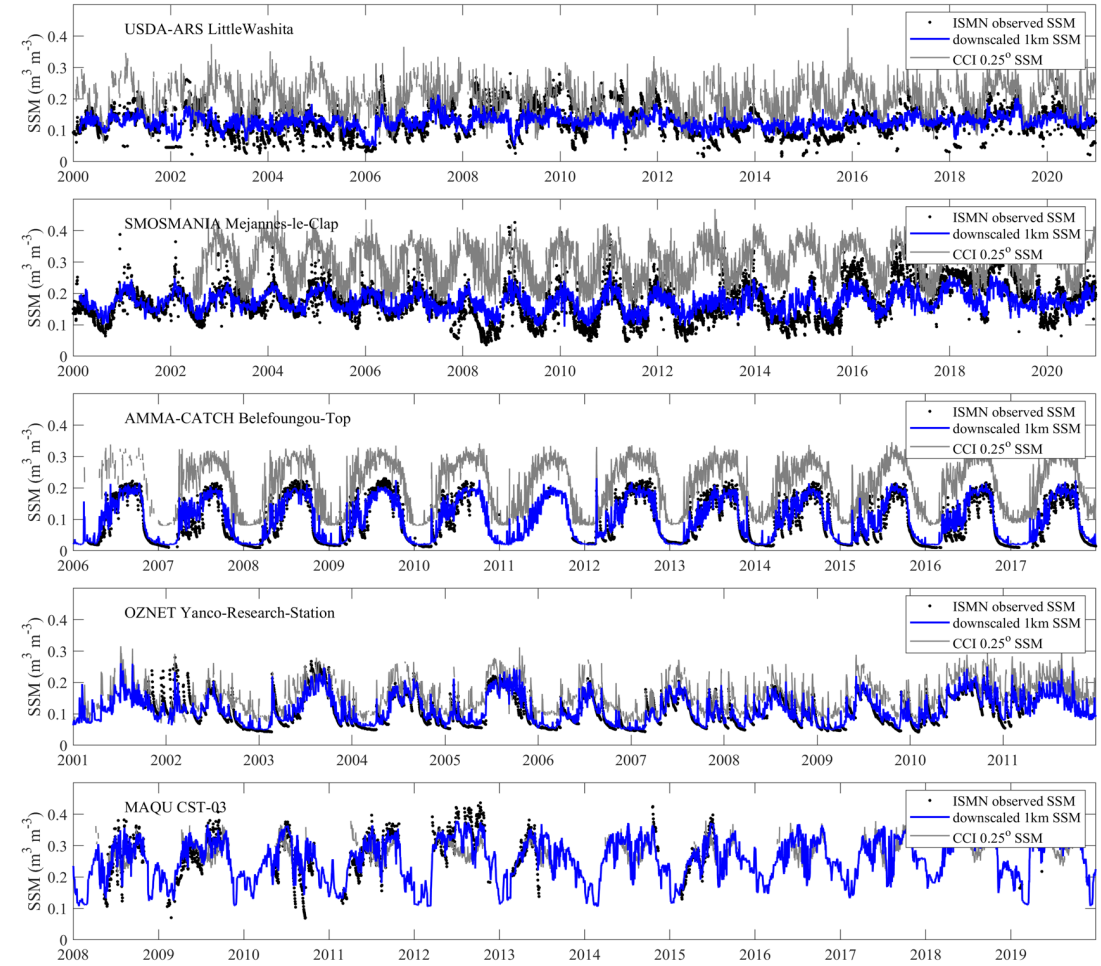 USDA-ARS LittleWashita
ISMN observed SSM
downscaled 1km SSM
CCI 0.25° SSM
SSM (m³ m⁻³)
0.4
0.3
0.2
0.1
0
2000 2002 2004 2006 2008 2010 2012 2014 2016 2018 2020
SMOSMANIA Mejannes-le-Clap
ISMN observed SSM
downscaled 1km SSM
CCI 0.25° SSM
SSM (m³ m⁻³)
0.4
0.3
0.2
0.1
0
2000 2002 2004 2006 2008 2010 2012 2014 2016 2018 2020
AMMA-CATCH Belefoungou-Top
ISMN observed SSM
downscaled 1km SSM
CCI 0.25° SSM
SSM (m³ m⁻³)
0.4
0.3
0.2
0.1
0
2006 2007 2008 2009 2010 2011 2012 2013 2014 2015 2016 2017
OZNET Yanco-Research-Station
ISMN observed SSM
downscaled 1km SSM
CCI 0.25° SSM
SSM (m³ m⁻³)
0.4
0.3
0.2
0.1
0
2001 2002 2003 2004 2005 2006 2007 2008 2009 2010 2011
MAQU CST-03
ISMN observed SSM
downscaled 1km SSM
CCI 0.25° SSM
SSM (m³ m⁻³)
0.4
0.3
0.2
0.1
0
2008 2009 2010 2011 2012 2013 2014 2015 2016 2017 2018 2019